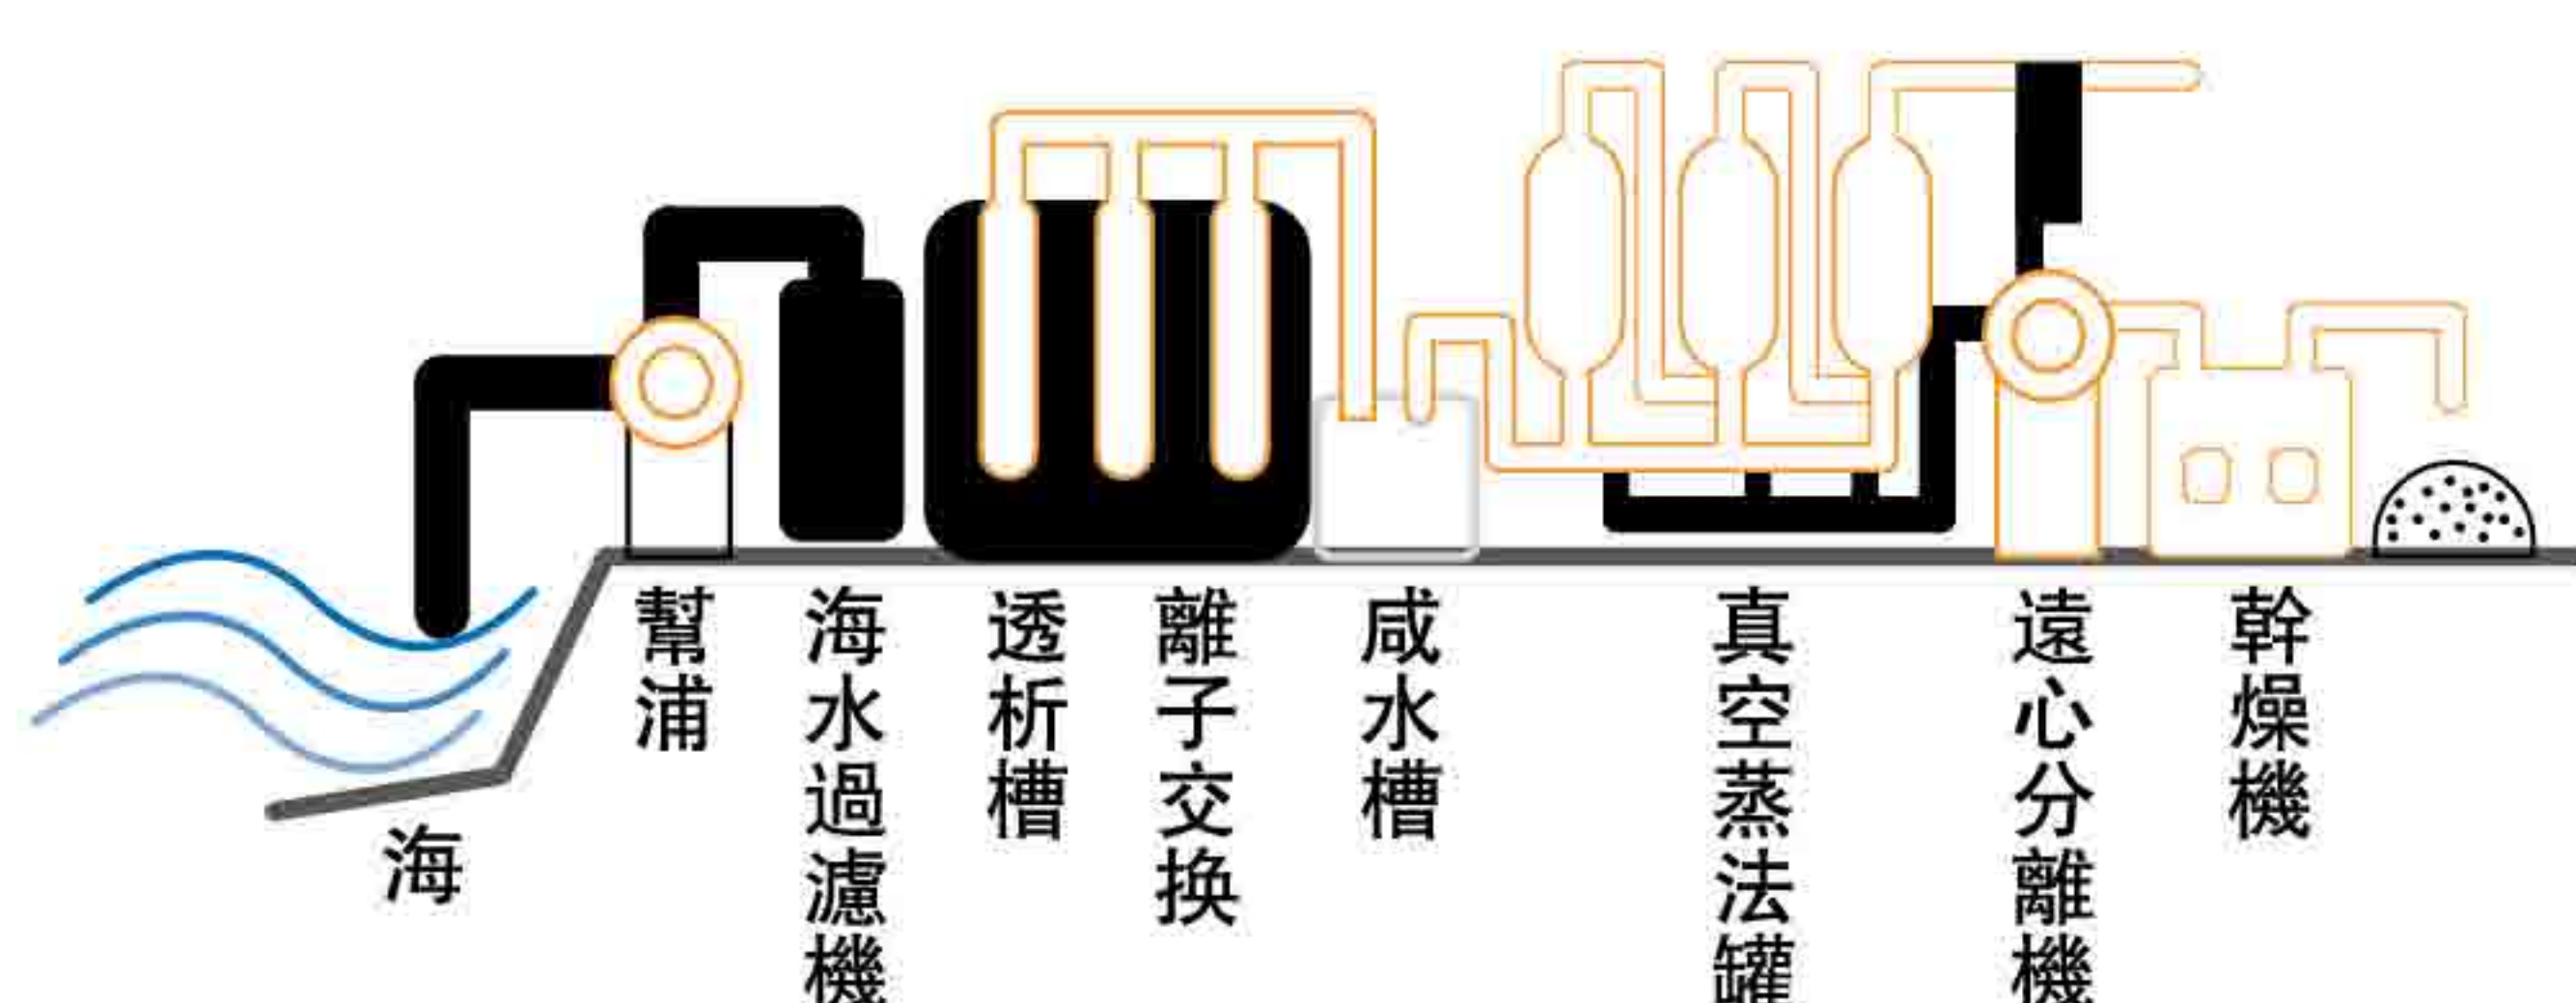 海
幫浦
海水過濾機
透析槽
離子交换
咸水槽
真空蒸法罐
遠心分離機
幹燥機